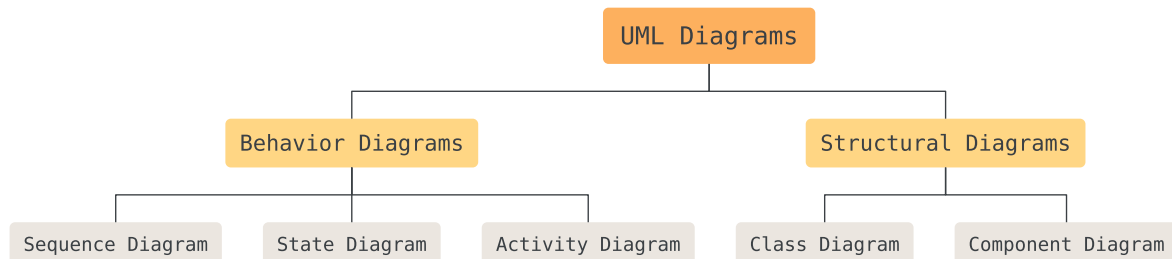 UML Diagrams
Behavior Diagrams
Structural Diagrams
Sequence Diagram
State Diagram
Activity Diagram
Class Diagram
Component Diagram